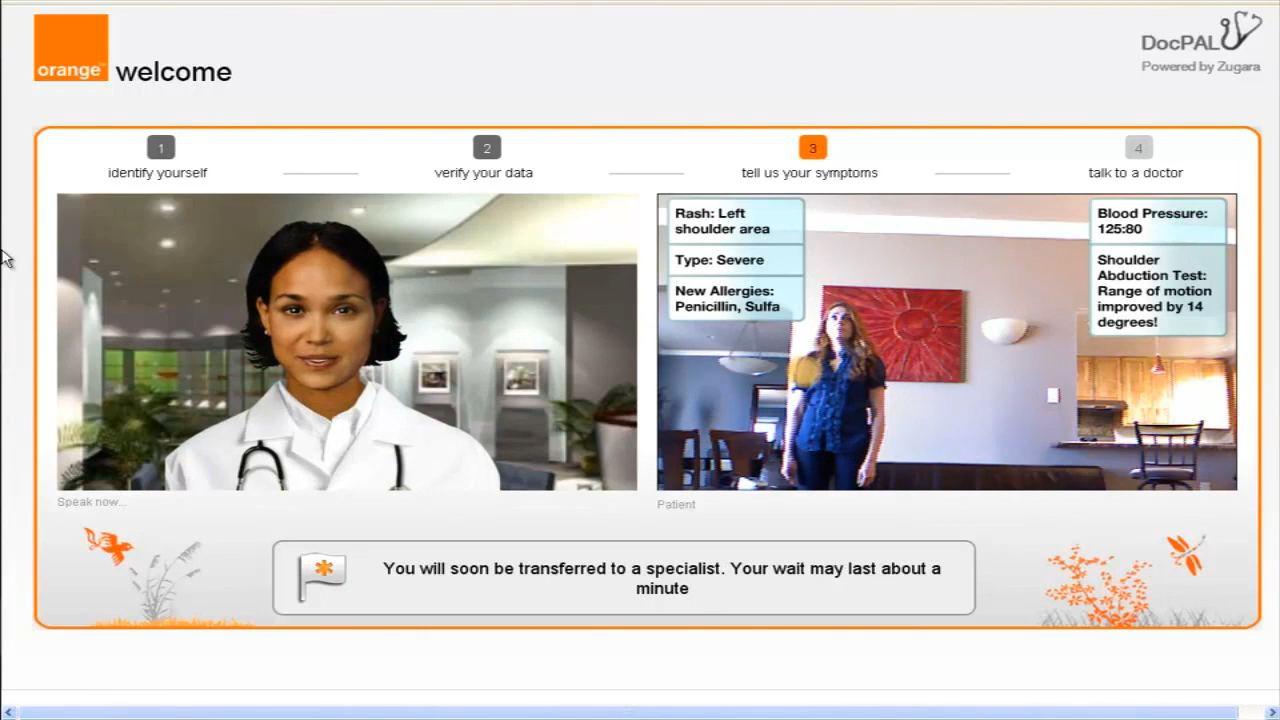 orange™ welcome
DocPAL
Powered by Zugara
1
identify yourself
2
verify your data
3
tell us your symptoms
4
talk to a doctor
Rash: Left
shoulder area
Type: Severe
New Allergies:
Penicillin, Sulfa
Blood Pressure:
125:80
Shoulder
Abduction Test:
Range of motion
improved by 14
degrees!
Speak now...
Patient
You will soon be transferred to a specialist. Your wait may last about a
minute